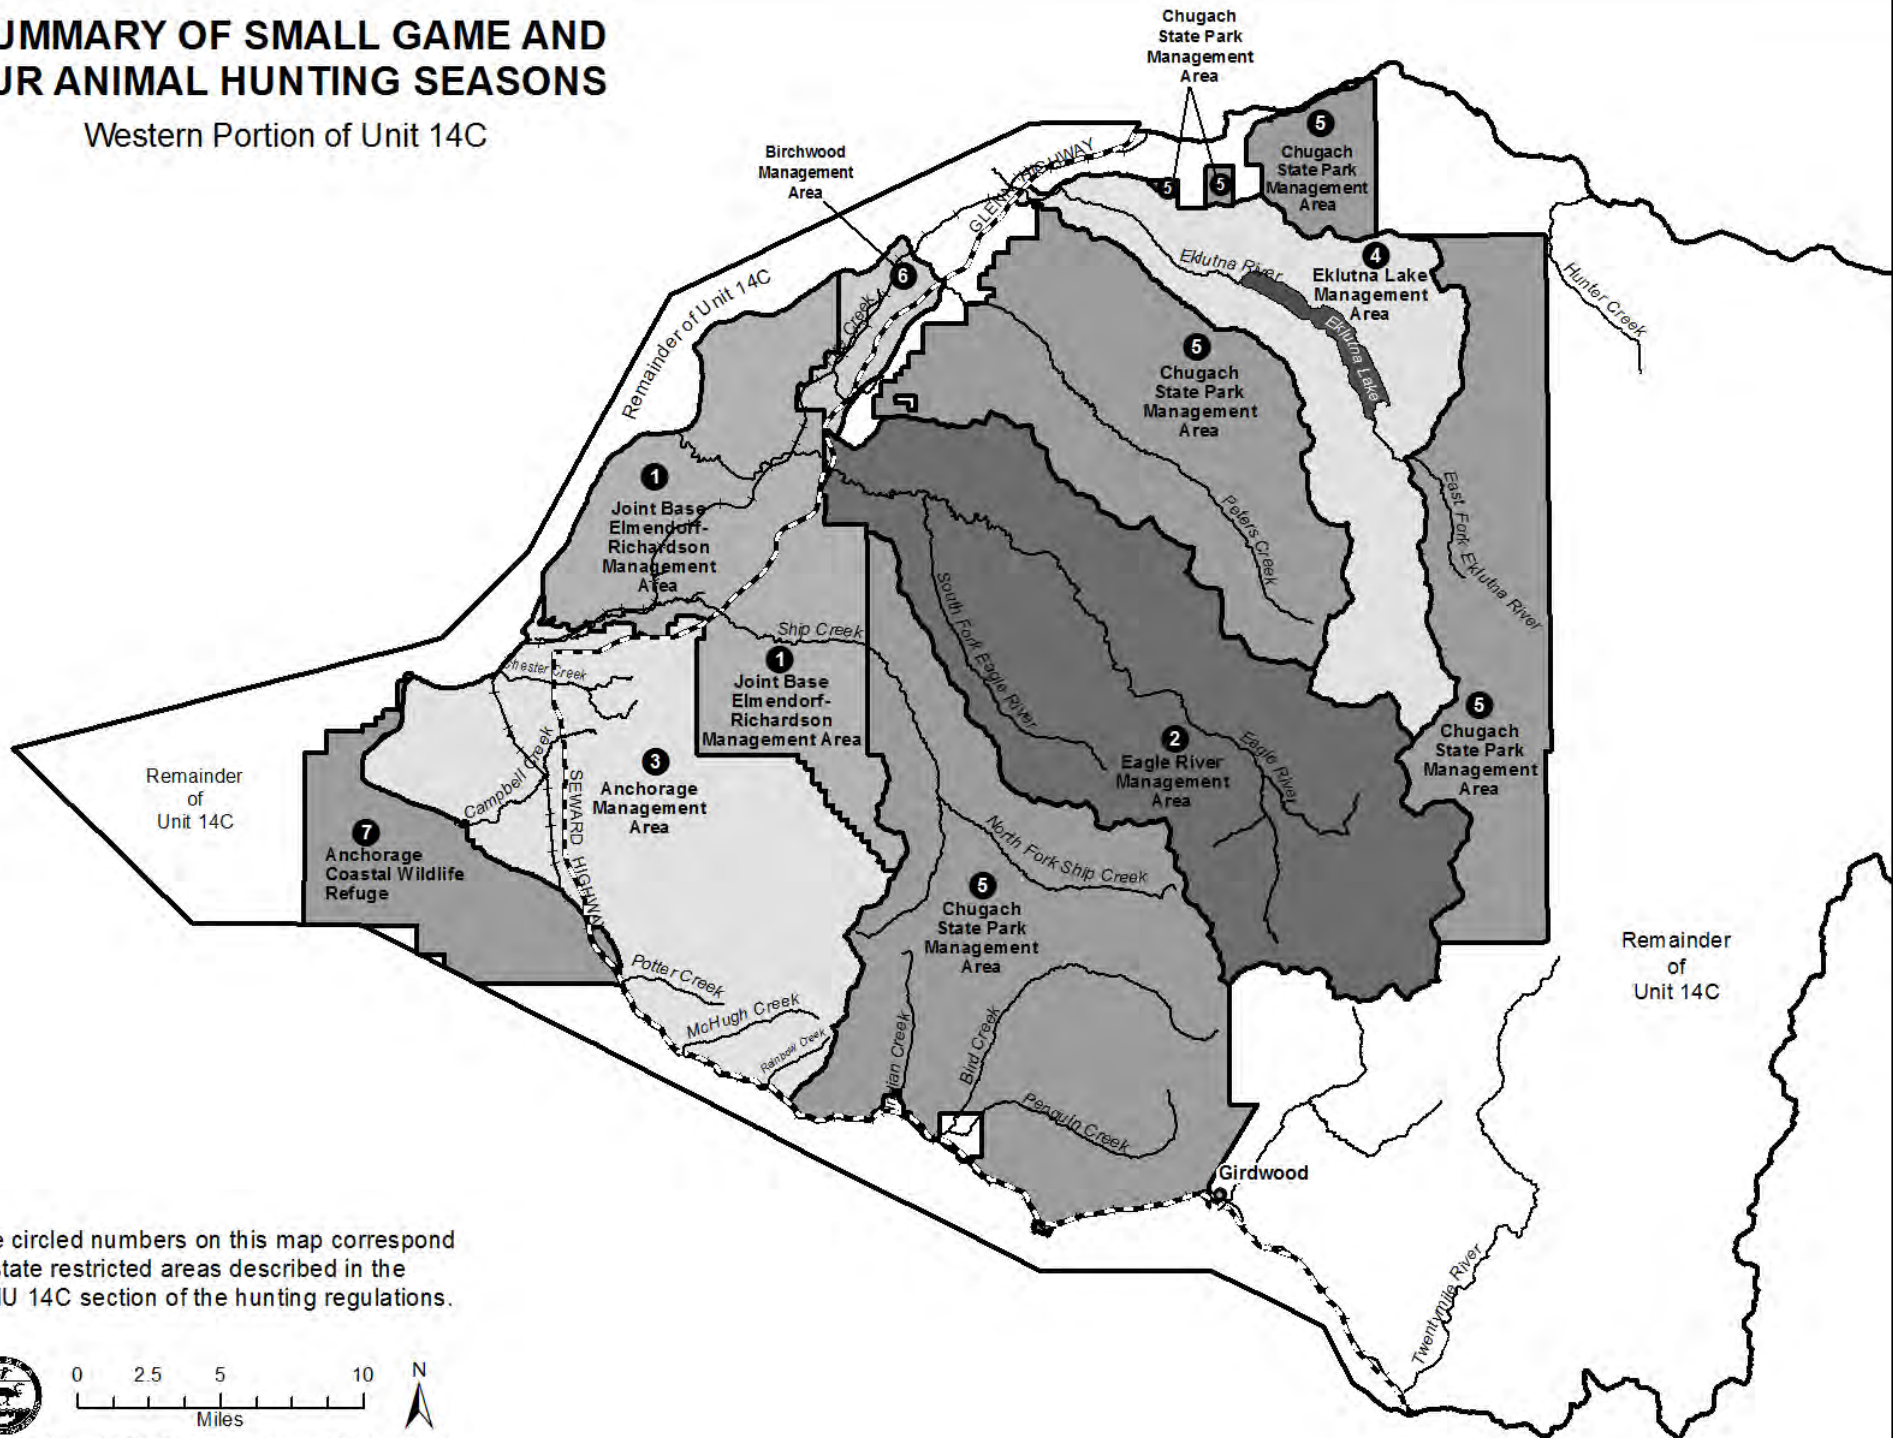 UMMARY OF SMALL GAME AND
UR ANIMAL HUNTING SEASONS
Western Portion of Unit 14C
Chugach
State Park
Management
Area
Birchwood
Management
Area
GLENN HIGHWAY
5
5
5
Chugach
State Park
Management
Area
4
Eklutna Lake
Management
Area
Eklutna River
Eklutna Lake
Hunter Creek
Remainder of Unit 14C
6
Creek
5
Chugach
State Park
Management
Area
Peters Creek
East Fork Eklutna River
1
Joint Base
Elmendorf-
Richardson
Management
Area
Ship Creek
1
Joint Base
Elmendorf-
Richardson
Management Area
South Fork Eagle River
2
Eagle River
Management
Area
Eagle River
5
Chugach
State Park
Management
Area
Chester Creek
Campbell Creek
SEWARD HIGHWAY
3
Anchorage
Management
Area
Remainder
of
Unit 14C
7
Anchorage
Coastal Wildlife
Refuge
North Fork Ship Creek
5
Chugach
State Park
Management
Area
Remainder
of
Unit 14C
Potter Creek
McHugh Creek
Rainbow Creek
dian Creek
Bird Creek
Penguin Creek
Girdwood
Twentymile River
e circled numbers on this map correspond
state restricted areas described in the
U 14C section of the hunting regulations.
0 2.5 5 10
Miles
N